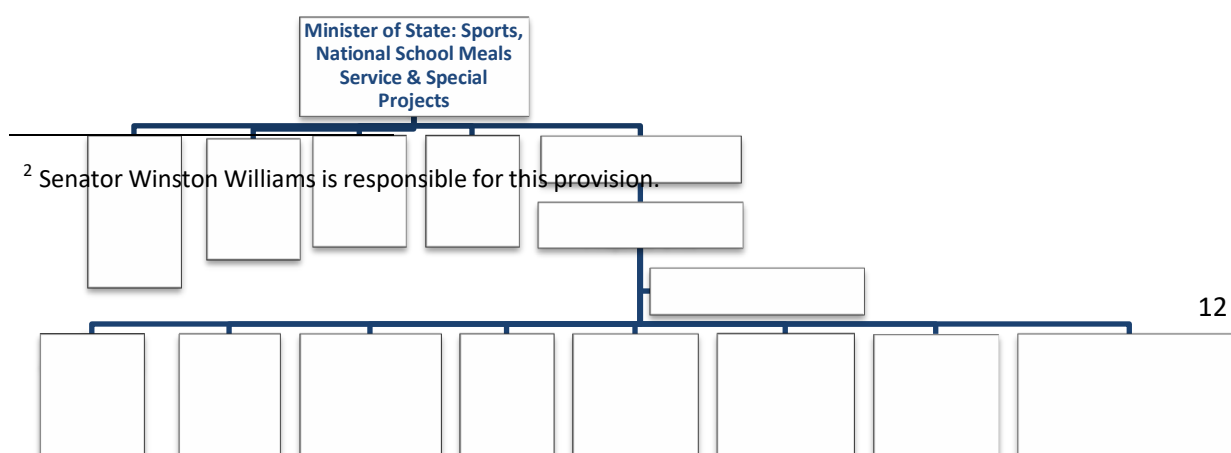 Minister of State: Sports,
National School Meals
Service & Special
Projects
2 Senator Winston Williams is responsible for this provision.
12